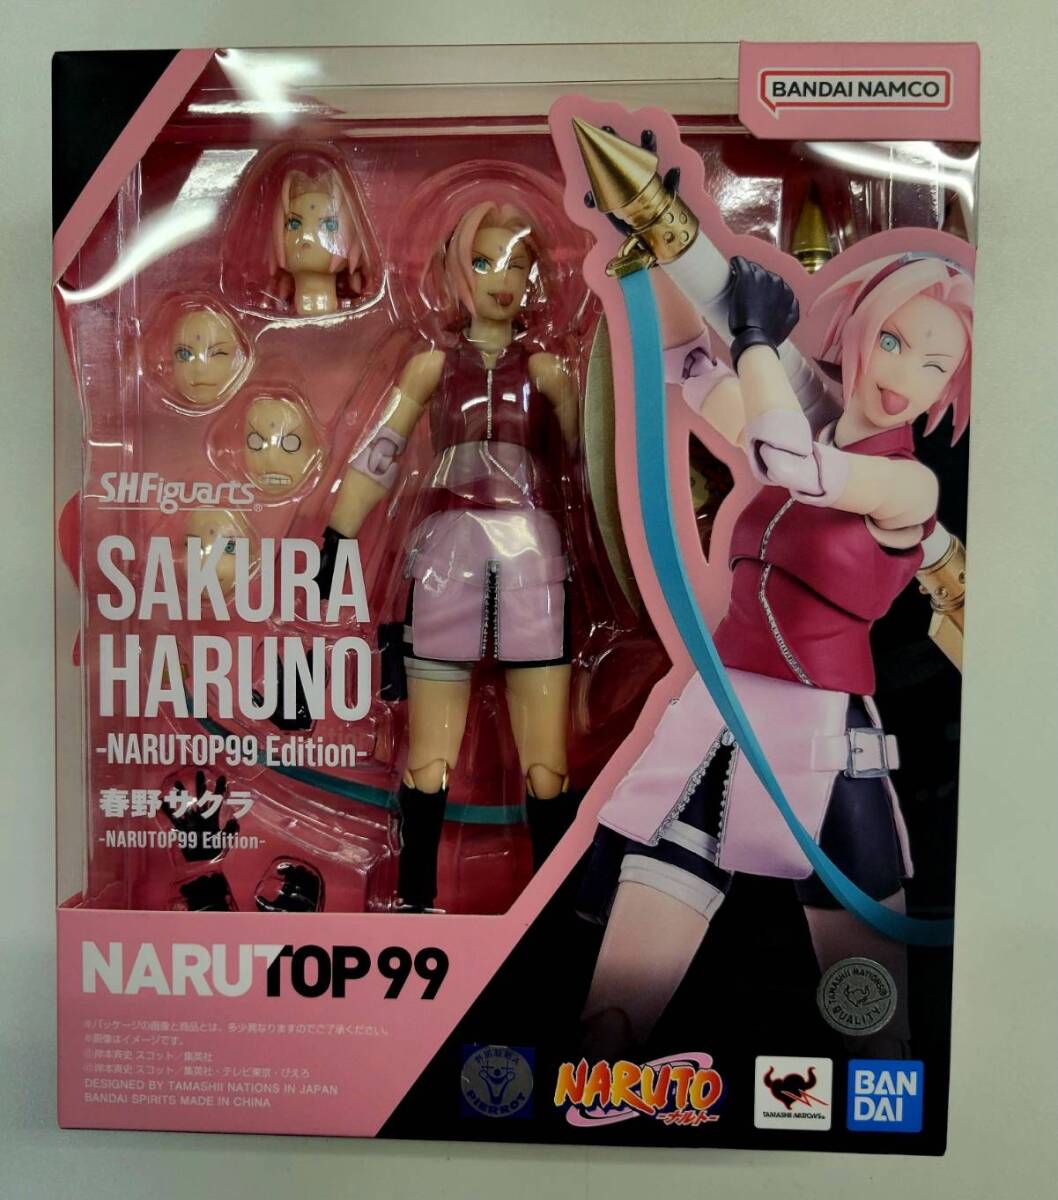 BANDAI NAMCO
S.H.Figuarts®
SAKURA
HARUNO
-NARUTOP99 Edition-
春野サクラ
-NARUTOP99 Edition-
NARUTOP99
※パッケージの画像と商品とは、多少異なりますのでご了承ください。
※画像はイメージです。
©岸本斉史 スコット/集英社
©岸本斉史 スコット/集英社・テレビ東京・ぴえろ
DESIGNED BY TAMASHII NATIONS IN JAPAN
BANDAI SPIRITS MADE IN CHINA
TAMASHII NATIONS®
QUALITY
PIERROT
NARUTO
-ナルト-
TAMASHII NATIONS®
BAN
DAI